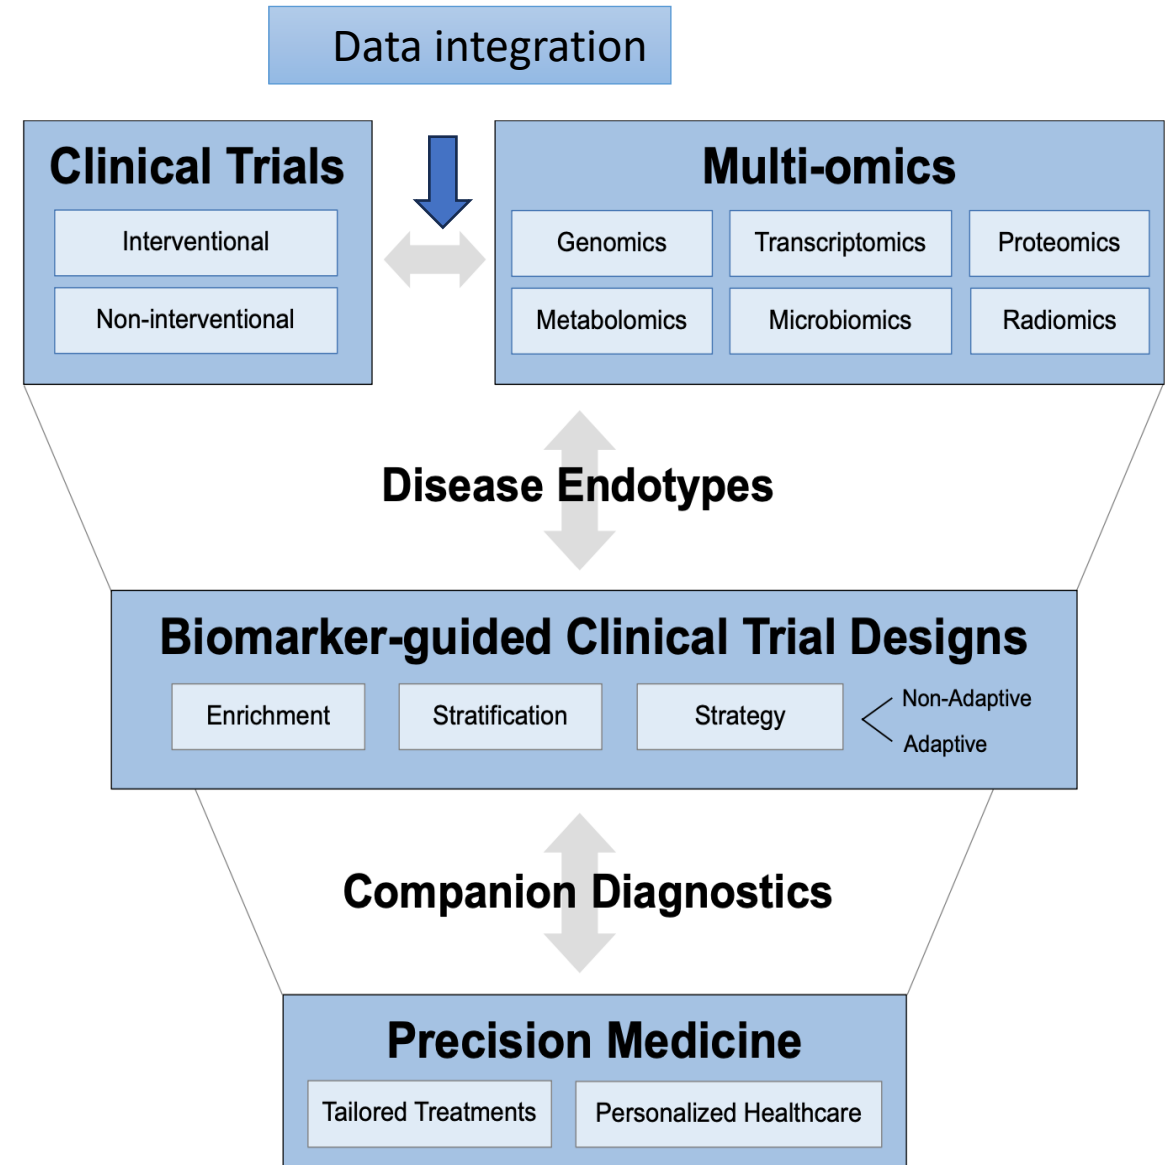 Data integration
Clinical Trials
Interventional
Non-interventional
Multi-omics
Genomics
Transcriptomics
Proteomics
Metabolomics
Microbiomics
Radiomics
Disease Endotypes
Biomarker-guided Clinical Trial Designs
Enrichment
Stratification
Strategy
Non-Adaptive
Adaptive
Companion Diagnostics
Precision Medicine
Tailored Treatments
Personalized Healthcare